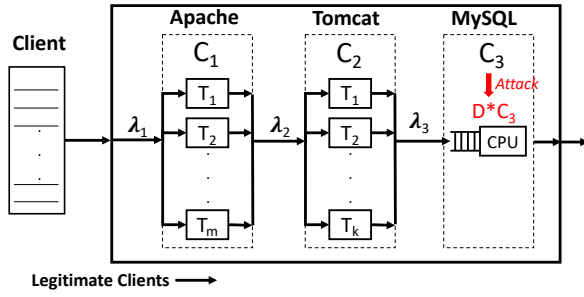 Apache Tomcat MySQL
Client
C1 C2 C3
Attack
T1 T1 D*C3
λ1 T2 λ2 T2 λ3 CPU
Tm Tk
Legitimate Clients